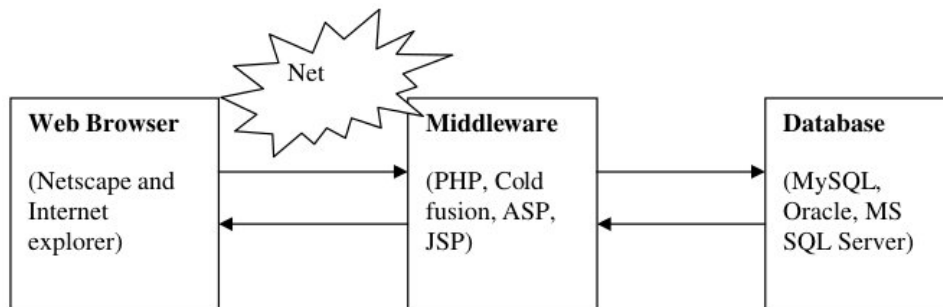 Net
Web Browser
(Netscape and
Internet
explorer)
Middleware
(PHP, Cold
fusion, ASP,
JSP)
Database
(MySQL,
Oracle, MS
SQL Server)